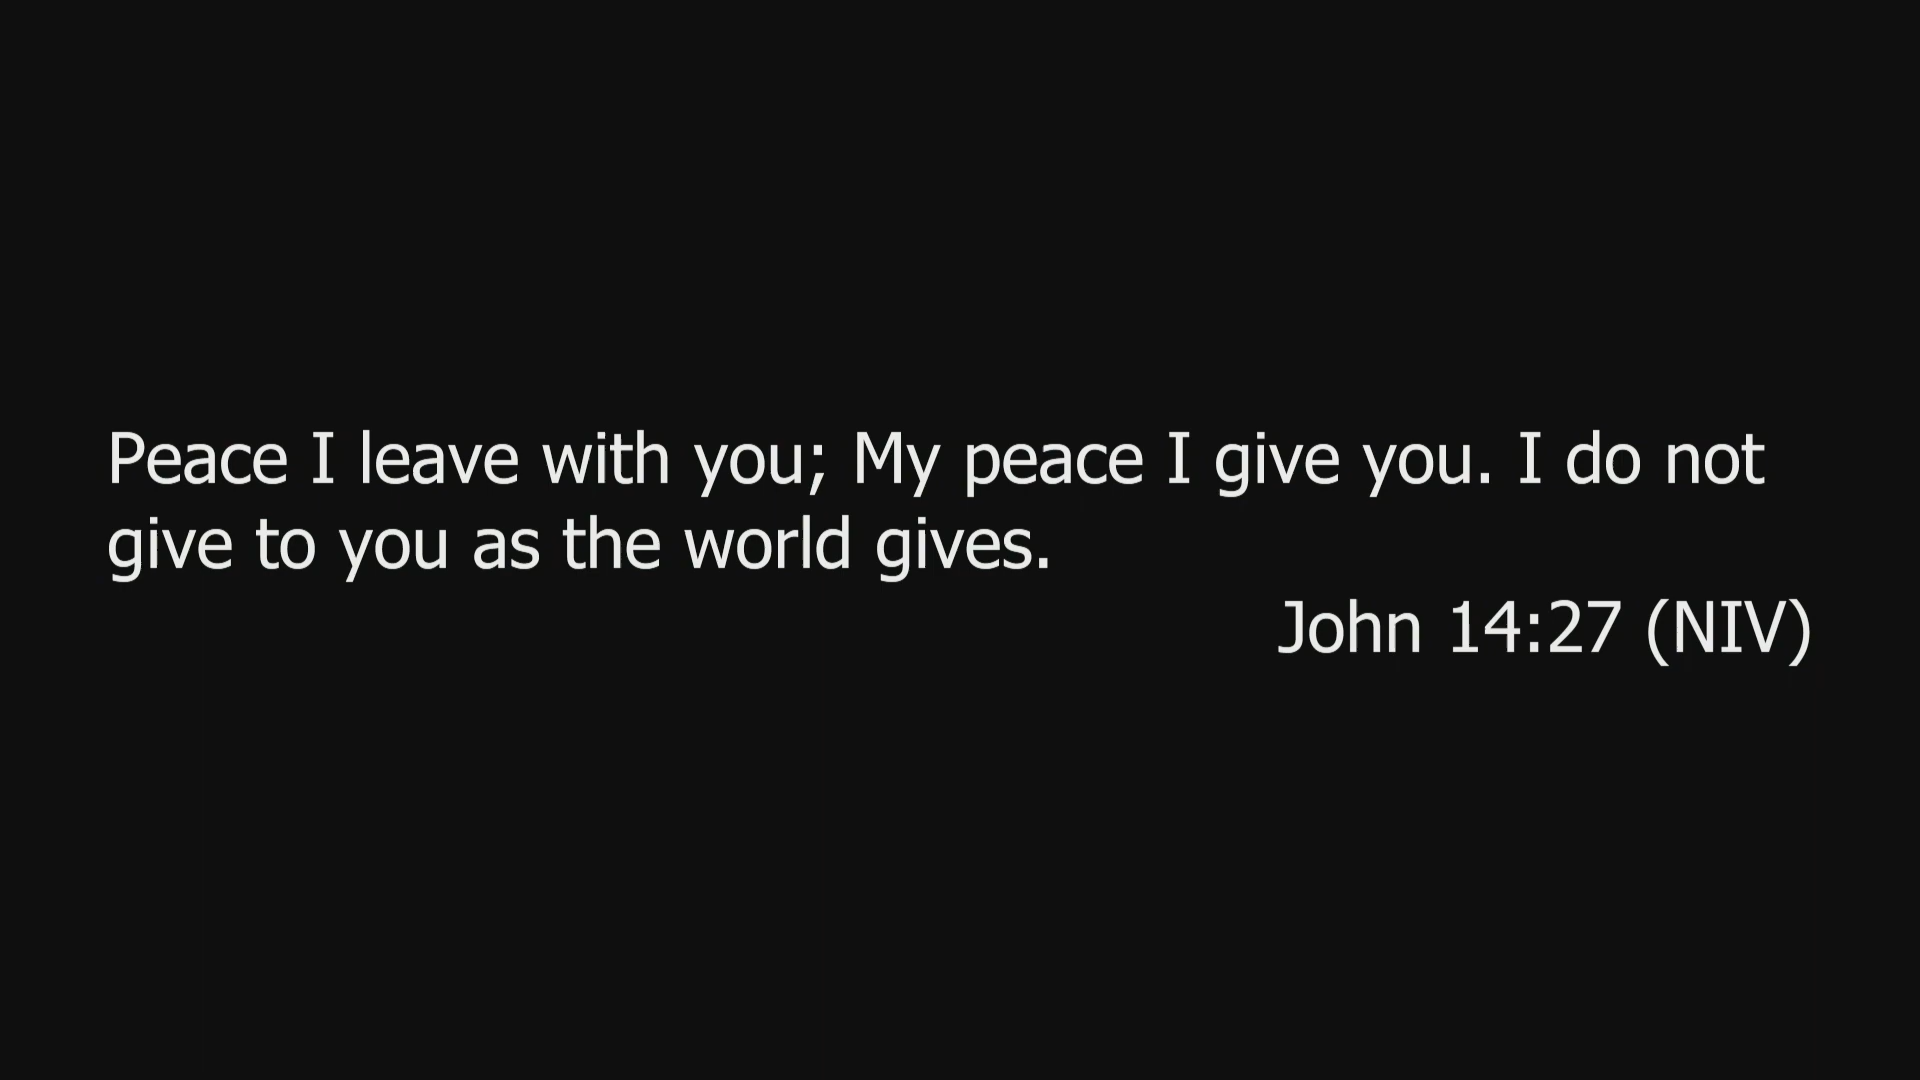 Peace I leave with you; My peace I give you. I do not
give to you as the world gives.
John 14:27 (NIV)